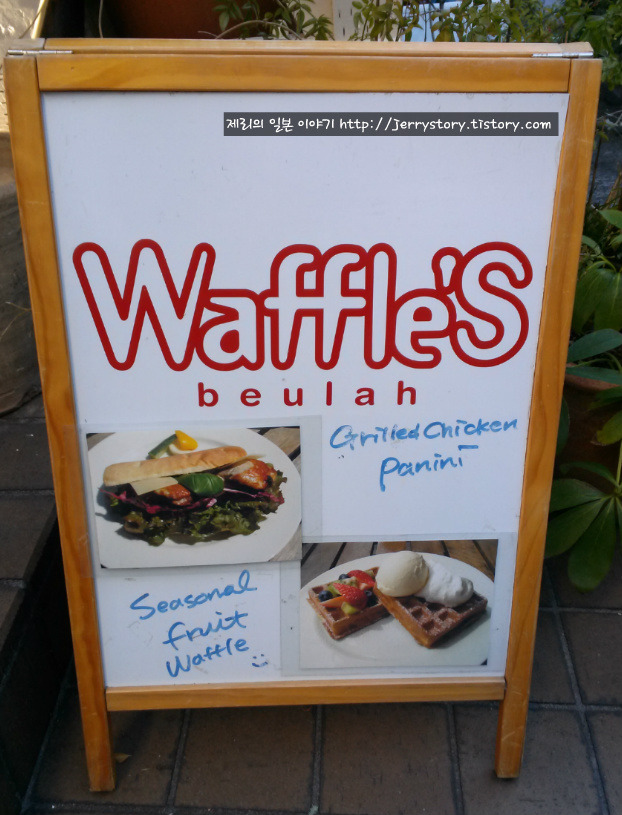 제리의 일본 이야기 http://Jerrystory.tistory.com
Waffle'S
beulah
Grilled Chicken
Panini
Seasonal
fruit
Waffle